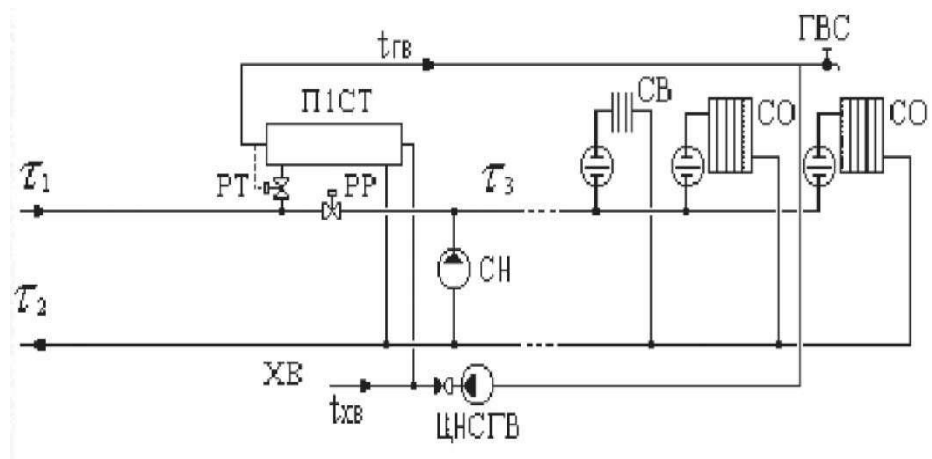 ГВС
tГВ
П1СТ
СВ
СО
СО
τ1
РТ
РР
τ3
СН
τ2
ХВ
tХВ
ЦНСГВ